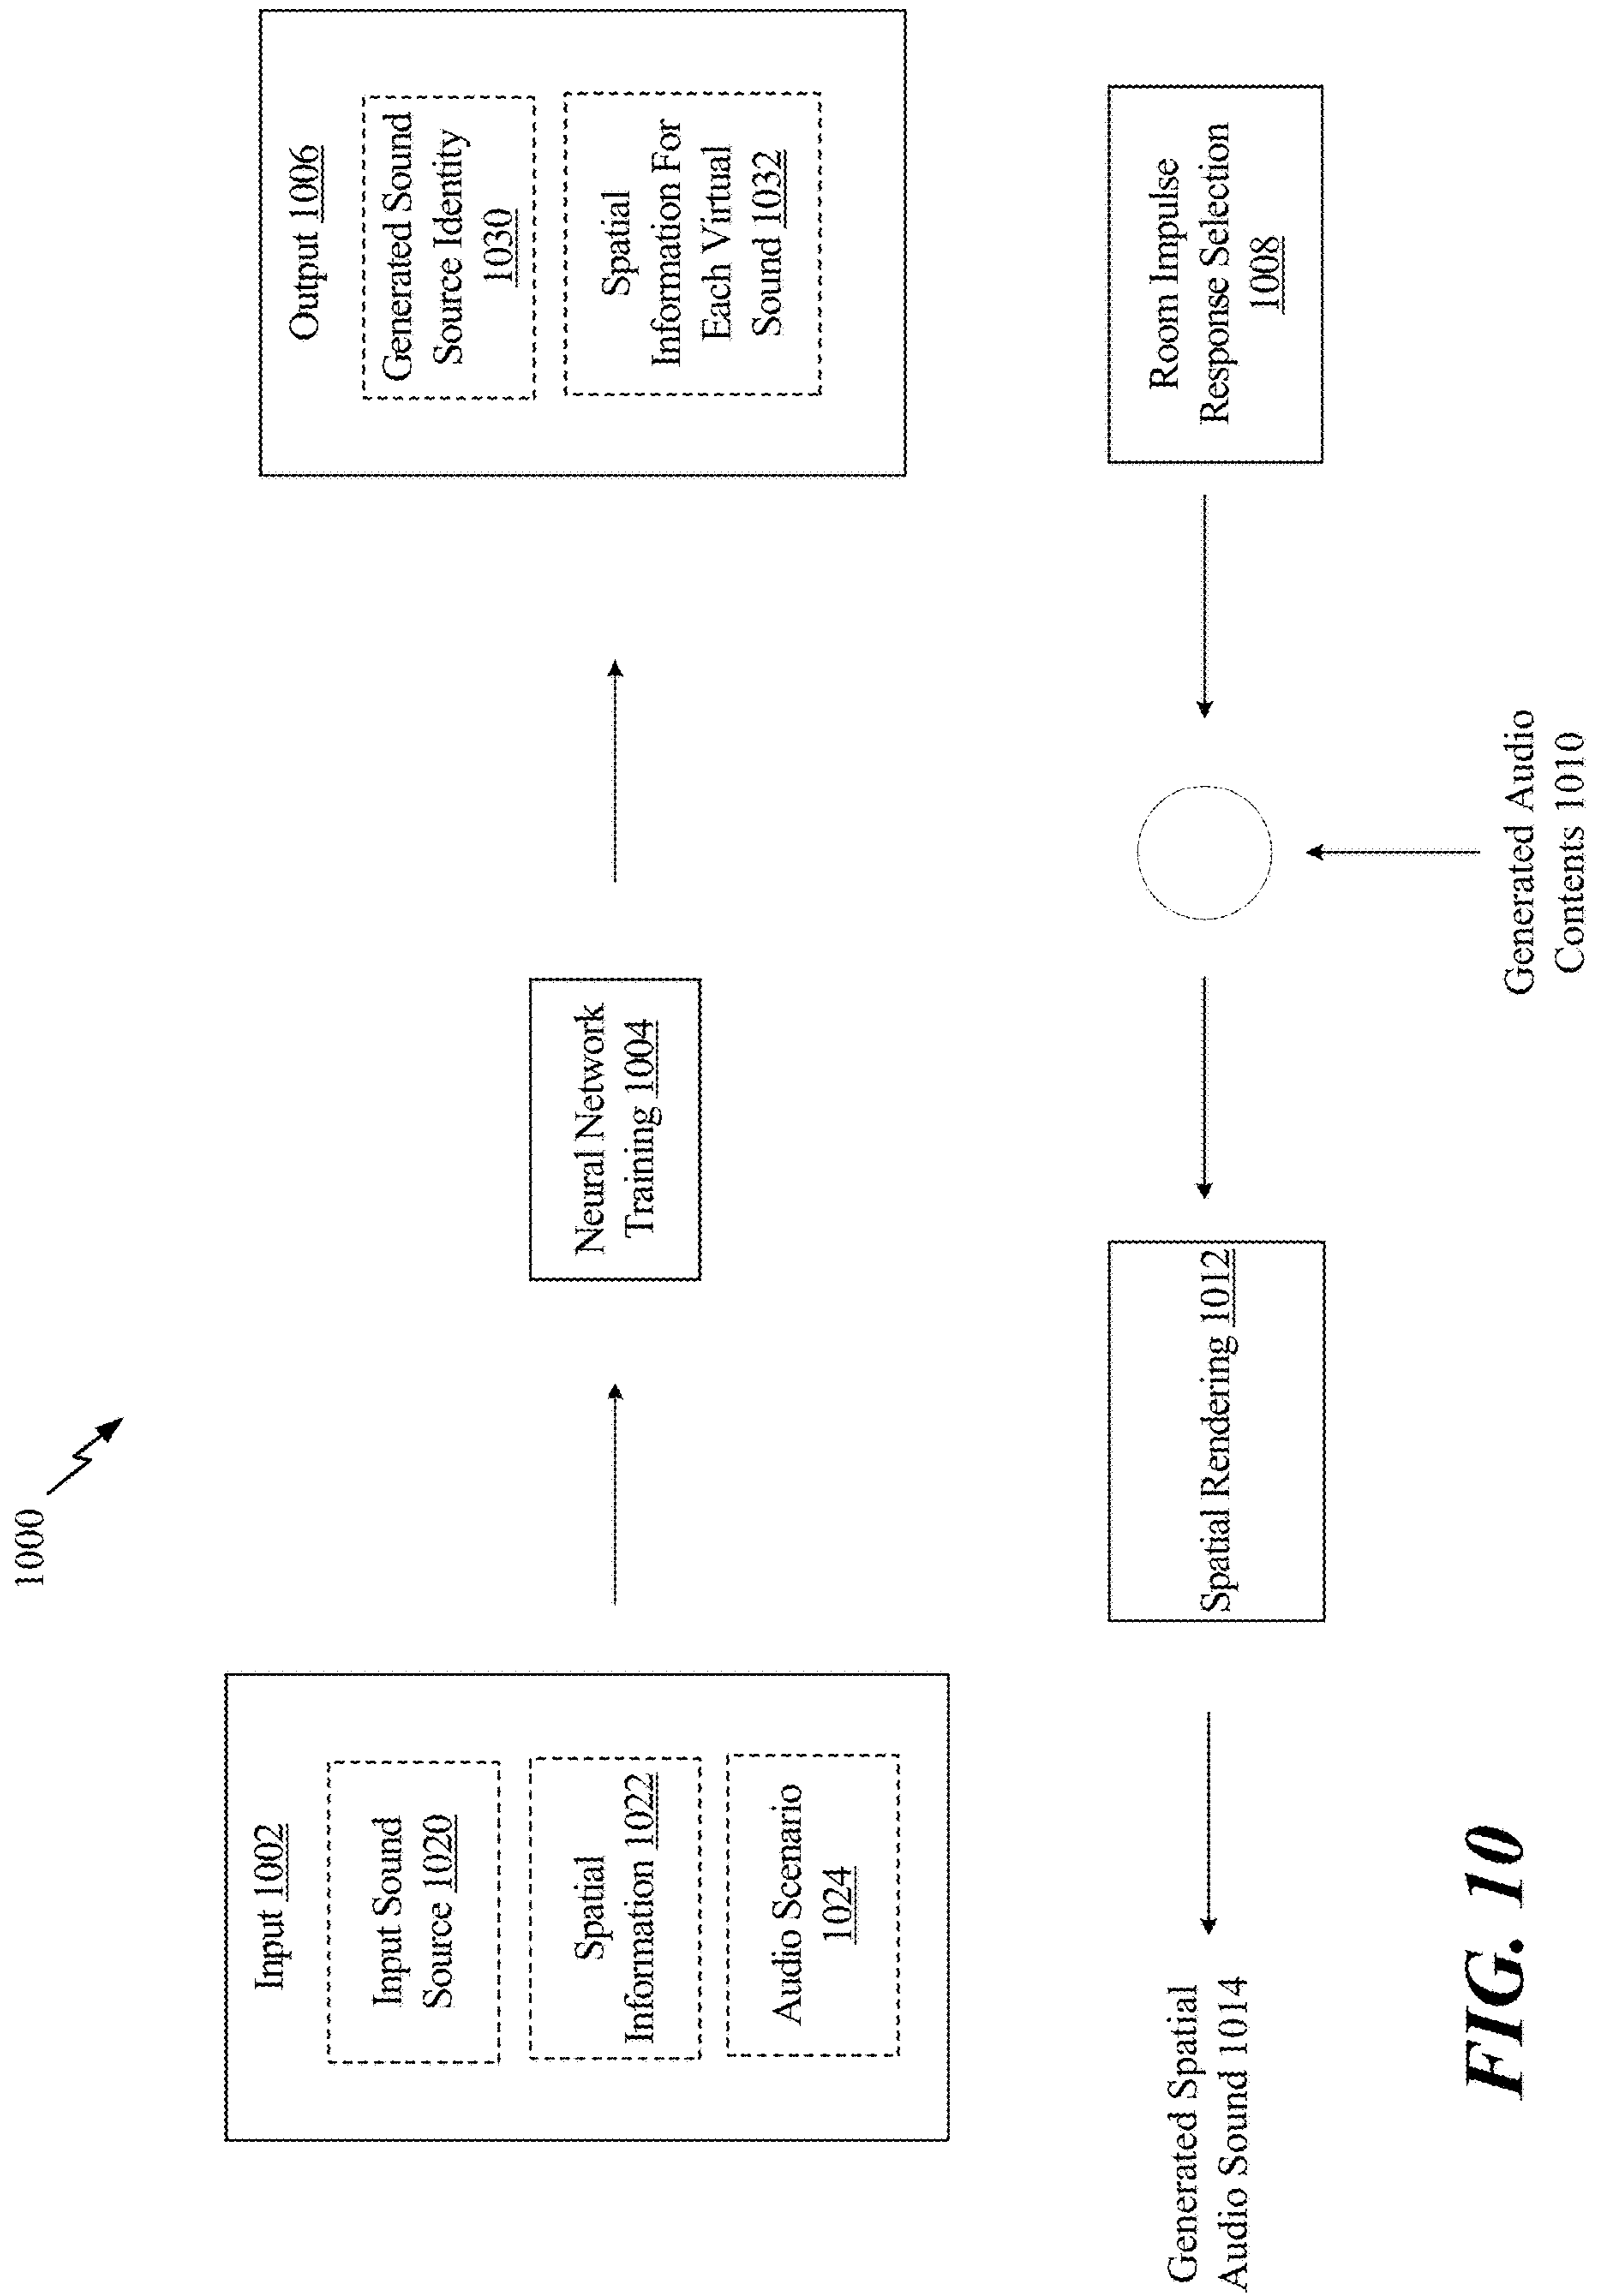 1000
Input 1002
Input Sound
Source 1020
Spatial
Information 1022
Audio Scenario
1024
Neural Network
Training 1004
Output 1006
Generated Sound
Source Identity
1030
Spatial
Information For
Each Virtual
Sound 1032
Room Impulse
Response Selection
1008
Generated Audio
Contents 1010
Spatial Rendering 1012
Generated Spatial
Audio Sound 1014
FIG. 10